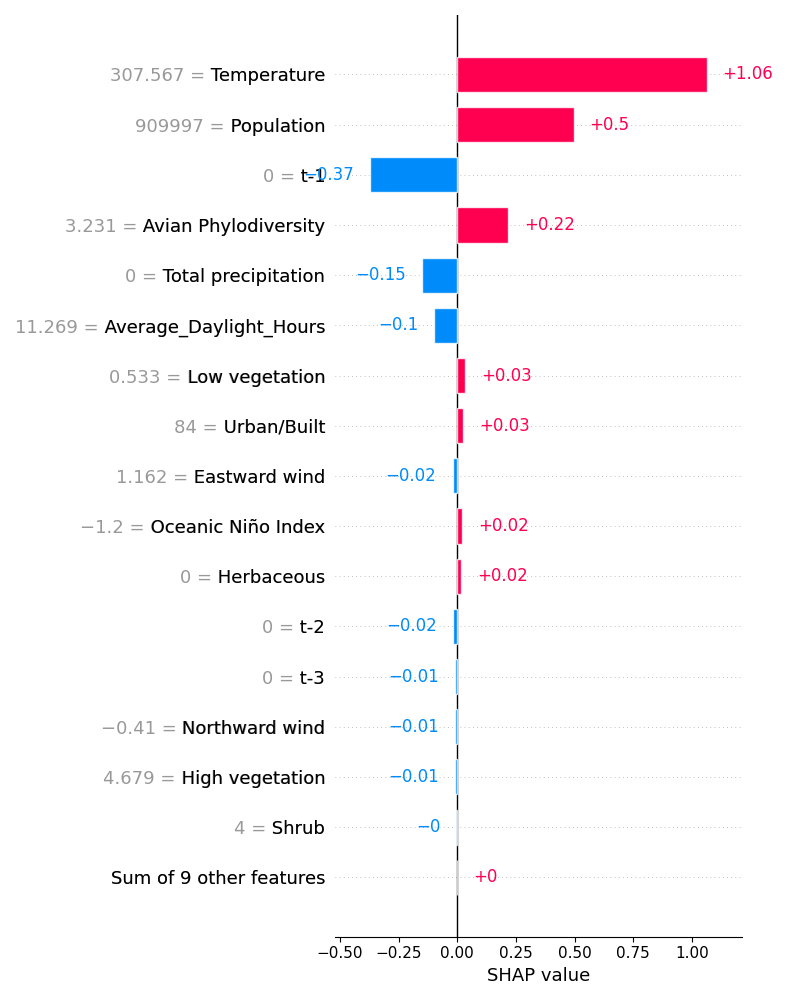 307.567 = Temperature +1.06
909997 = Population +0.5
0 = t-1 −0.37
3.231 = Avian Phylodiversity +0.22
0 = Total precipitation −0.15
11.269 = Average_Daylight_Hours −0.1
0.533 = Low vegetation +0.03
84 = Urban/Built +0.03
1.162 = Eastward wind −0.02
−1.2 = Oceanic Niño Index +0.02
0 = Herbaceous +0.02
0 = t-2 −0.02
0 = t-3 −0.01
−0.41 = Northward wind −0.01
4.679 = High vegetation −0.01
4 = Shrub −0
Sum of 9 other features +0
−0.50 −0.25 0.00 0.25 0.50 0.75 1.00
SHAP value